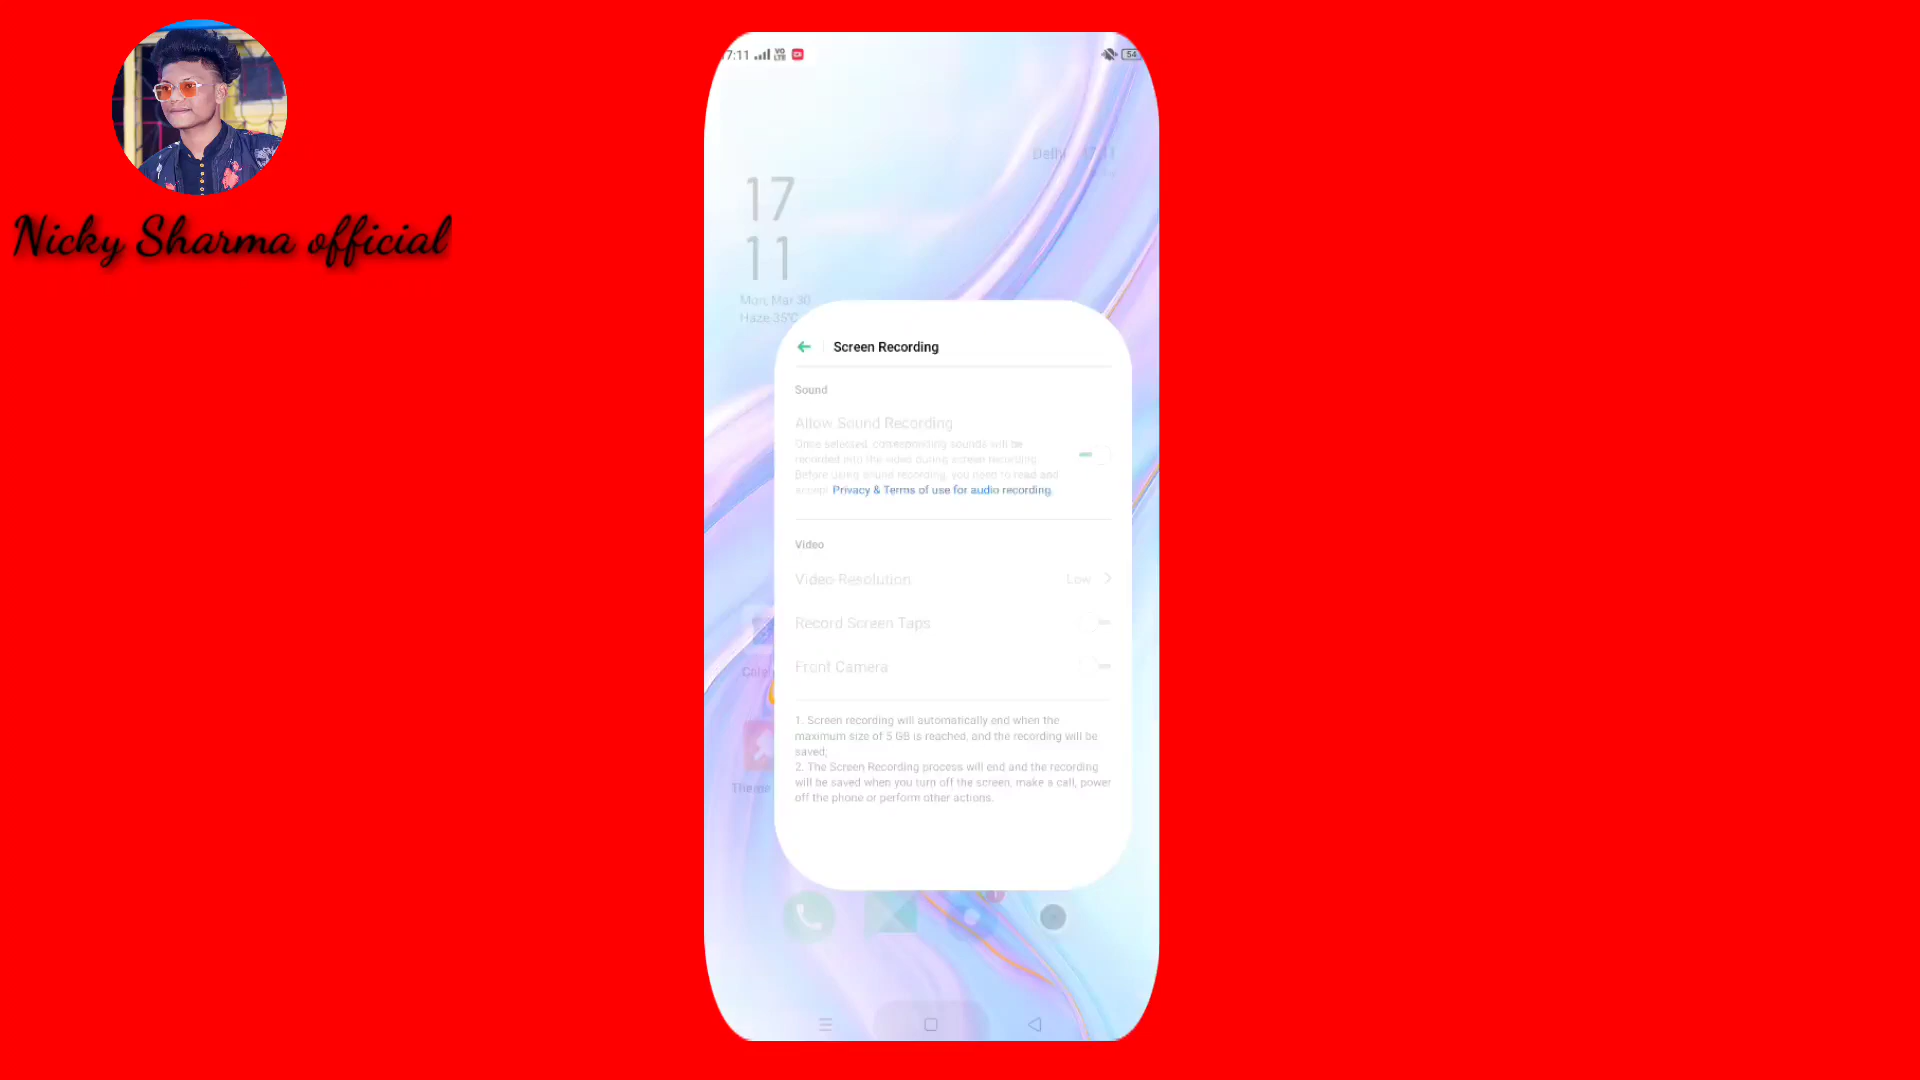 Nicky Sharma official
17:11
VO
LTE
54
Delhi
17
11
Mon, Mar 30
Haze 35°C
Screen Recording
Sound
Allow Sound Recording
Once selected, corresponding sounds will be
recorded into the video during screen recording.
Before using sound recording, you need to read and
accept Privacy & Terms of use for audio recording.
Video
Video Resolution Low
Record Screen Taps
Front Camera
1. Screen recording will automatically end when the
maximum size of 5 GB is reached, and the recording will be
saved;
2. The Screen Recording process will end and the recording
will be saved when you turn off the screen, make a call, power
off the phone or perform other actions.
Theme